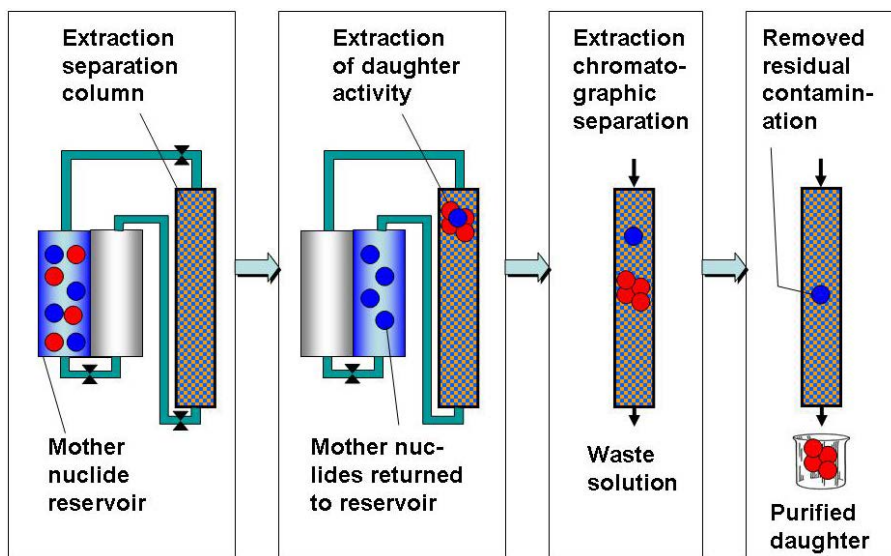 Extraction
separation
column
Mother
nuclide
reservoir
Extraction
of daughter
activity
Mother nuc-
lides returned
to reservoir
Extraction
chromato-
graphic
separation
Waste
solution
Removed
residual
contamin-
ation
Purified
daughter